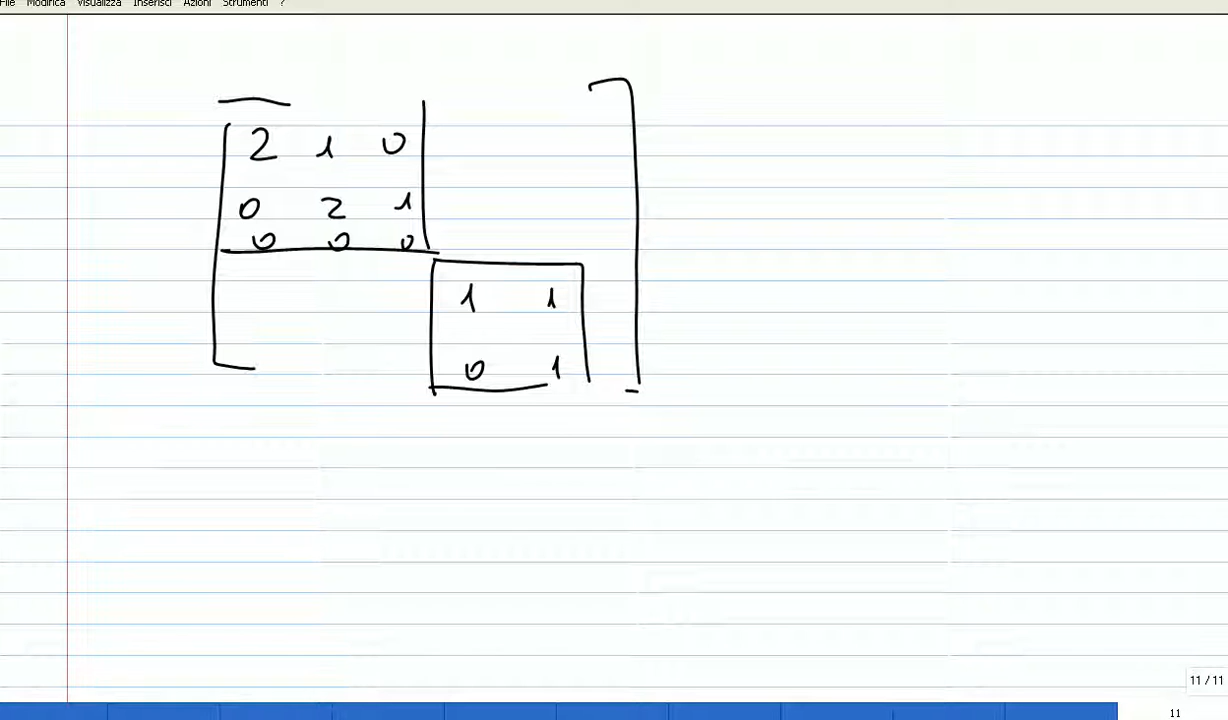 File Modifica Visualizza Inserisci Azioni Strumenti ?
2 1 0
0 2 1
0 0 0
1 1
0 1
11 / 11
11